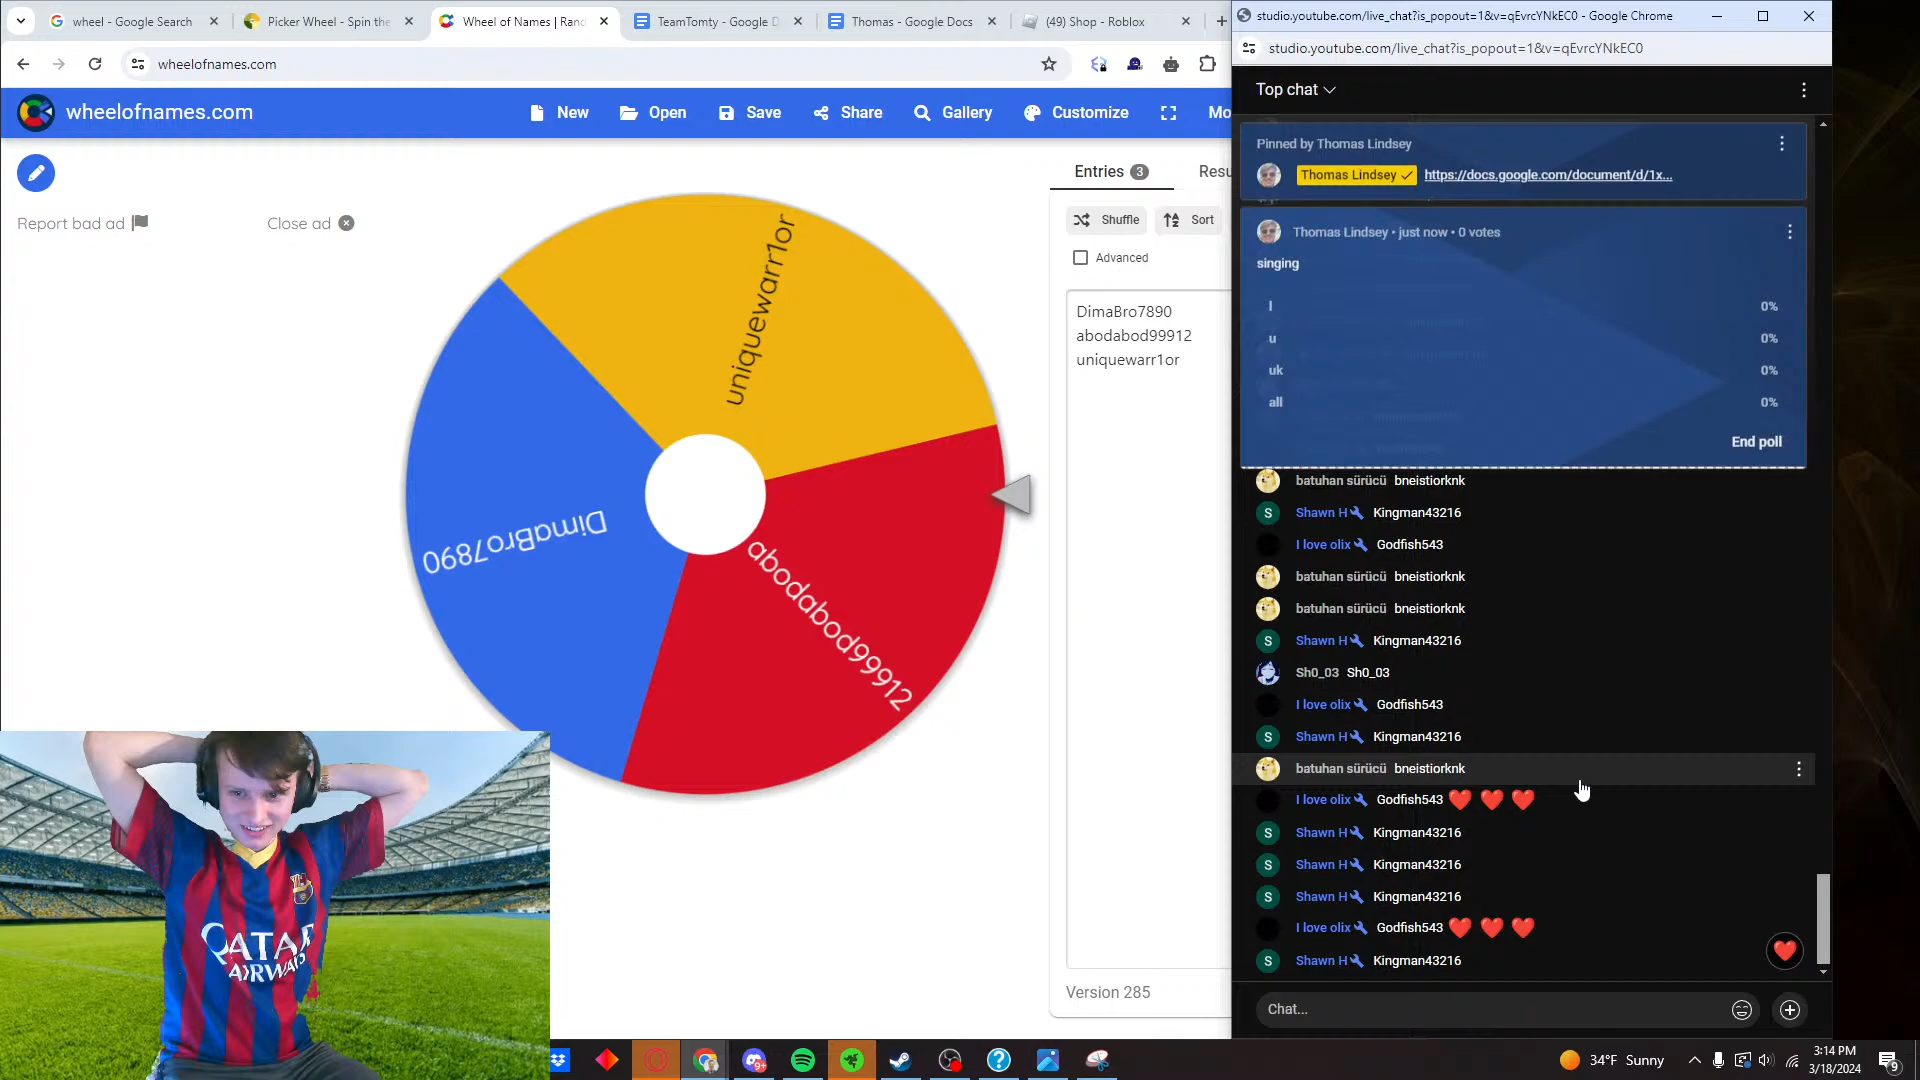 wheel - Google Search
Picker Wheel - Spin the
Wheel of Names | Ran
TeamTomty - Google D
Thomas - Google Docs
(49) Shop - Roblox
wheelofnames.com
wheelofnames.com
New
Open
Save
Share
Gallery
Customize
Mo
Report bad ad
Close ad
uniquewarr1or
DimaBro7890
abodabod99912
Entries 3
Resu
Shuffle
Sort
Advanced
DimaBro7890
abodabod99912
uniquewarr1or
Version 285
QATAR
AIRWAYS
studio.youtube.com/live_chat?is_popout=1&v=qEvrcYNkEC0 - Google Chrome
studio.youtube.com/live_chat?is_popout=1&v=qEvrcYNkEC0
Top chat
Pinned by Thomas Lindsey
Thomas Lindsey https://docs.google.com/document/d/1x...
Thomas Lindsey • just now • 0 votes
singing
l 0%
u 0%
uk 0%
all 0%
End poll
batuhan sürücü bneistiorknk
S Shawn H Kingman43216
I love olix Godfish543
batuhan sürücü bneistiorknk
batuhan sürücü bneistiorknk
S Shawn H Kingman43216
Sh0_03 Sh0_03
I love olix Godfish543
S Shawn H Kingman43216
batuhan sürücü bneistiorknk
I love olix Godfish543 ❤️ ❤️ ❤️
S Shawn H Kingman43216
S Shawn H Kingman43216
S Shawn H Kingman43216
I love olix Godfish543 ❤️ ❤️ ❤️
S Shawn H Kingman43216
Chat...
9+
34°F Sunny
3:14 PM
3/18/2024
9